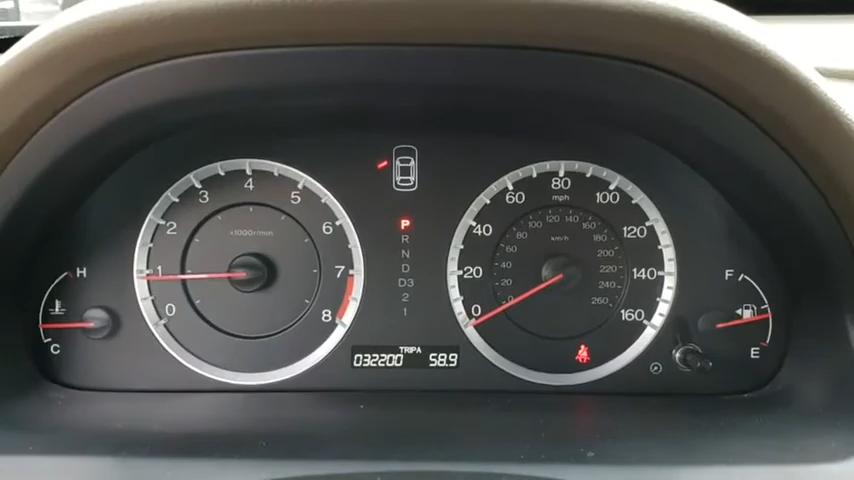 4
3
5
2
6
x1000r/min
1
7
0
8
H
C
P
R
N
D
D3
2
1
TRIPA
032200 58.9
80
60 100
mph
40 120
20 140
0 160
120 140
100 160
80 180
km/h
60 200
40 220
20 240
0 260
F
E